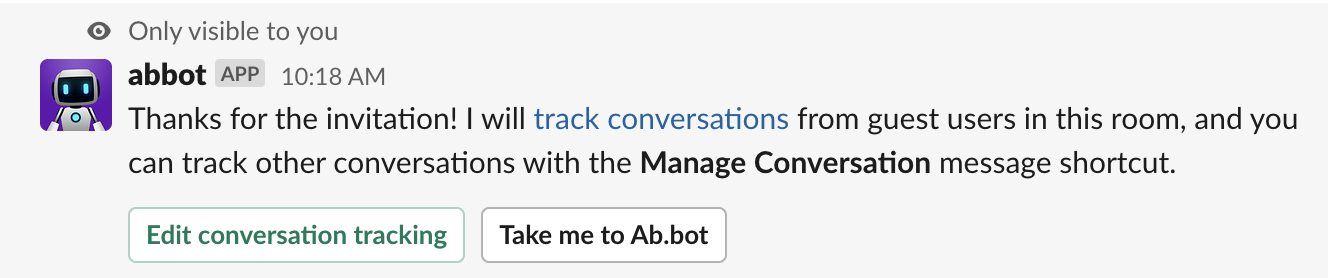 Only visible to you
abbot APP 10:18 AM
Thanks for the invitation! I will track conversations from guest users in this room, and you
can track other conversations with the Manage Conversation message shortcut.
Edit conversation tracking Take me to Ab.bot